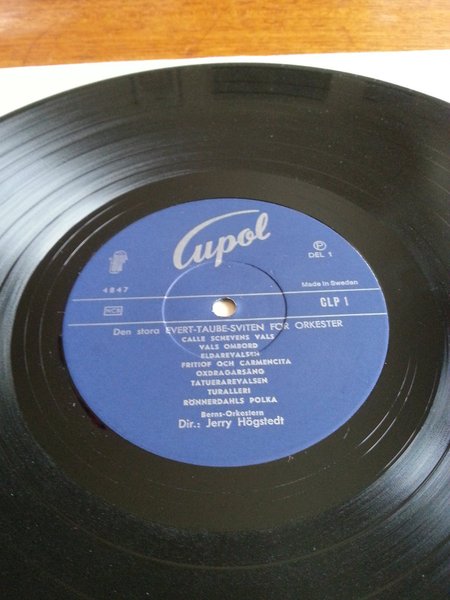 Cupol
P
DEL 1
4847
Made in Sweden
NCB
CLP 1
Den stora EVERT-TAUBE-SVITEN FÖR ORKESTER
CALLE SCHEVENS VALS
VALS OMBORD
ELDAREVALSEN
FRITIOF OCH CARMENCITA
OXDRAGARSÅNG
TATUERAREVALSEN
TURALLERI
RÖNNERDAHLS POLKA
Berns-Orkestern
Dir.: Jerry Högstedt